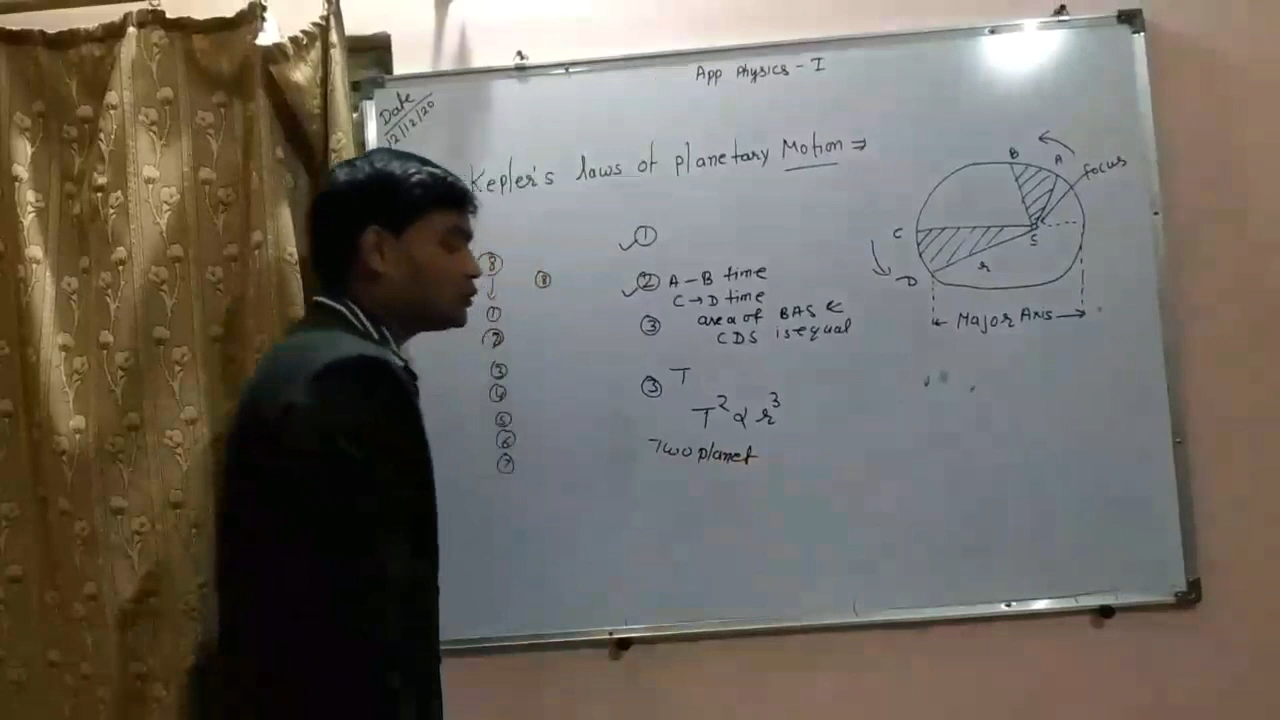 App Physics - I
Date
12/12/20
Kepler's laws of planetary Motion ⇒
①
② A - B time
C → D time
③ area of BAS &
CDS is equal
③ T
T² α r³
Two planet
⑧
⑧
↓
①
②
③
④
⑤
⑥
⑦
B
A
focus
C
S
D
r
← Major Axis →